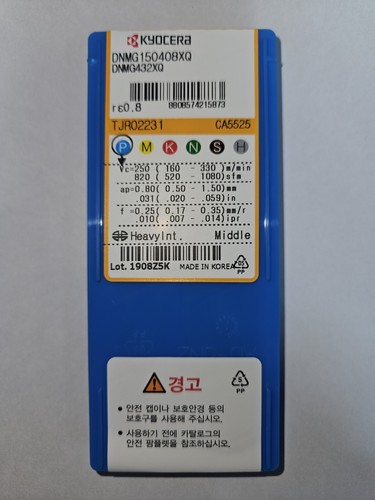 KYOCERA
DNMG150408XQ
DNMG432XQ
rε0.8
8808574215873
TJR02231 CA5525
P M K N S H
Vc=250 ( 160 - 330 )m/min
820 ( 520 - 1080)sfm
ap=0.80( 0.50 - 1.50)mm
.031( .020 - .059)in
f =0.25( 0.17 - 0.35)mm/r
.010( .007 - .014)ipr
HeavyInt. Middle
Lot. 1908Z5K MADE IN KOREA
PP
경고
PP
• 안전 캡이나 보호안경 등의
보호구를 사용해 주십시오.
• 사용하기 전에 카탈로그의
안전 팜플렛을 참조하십시오.